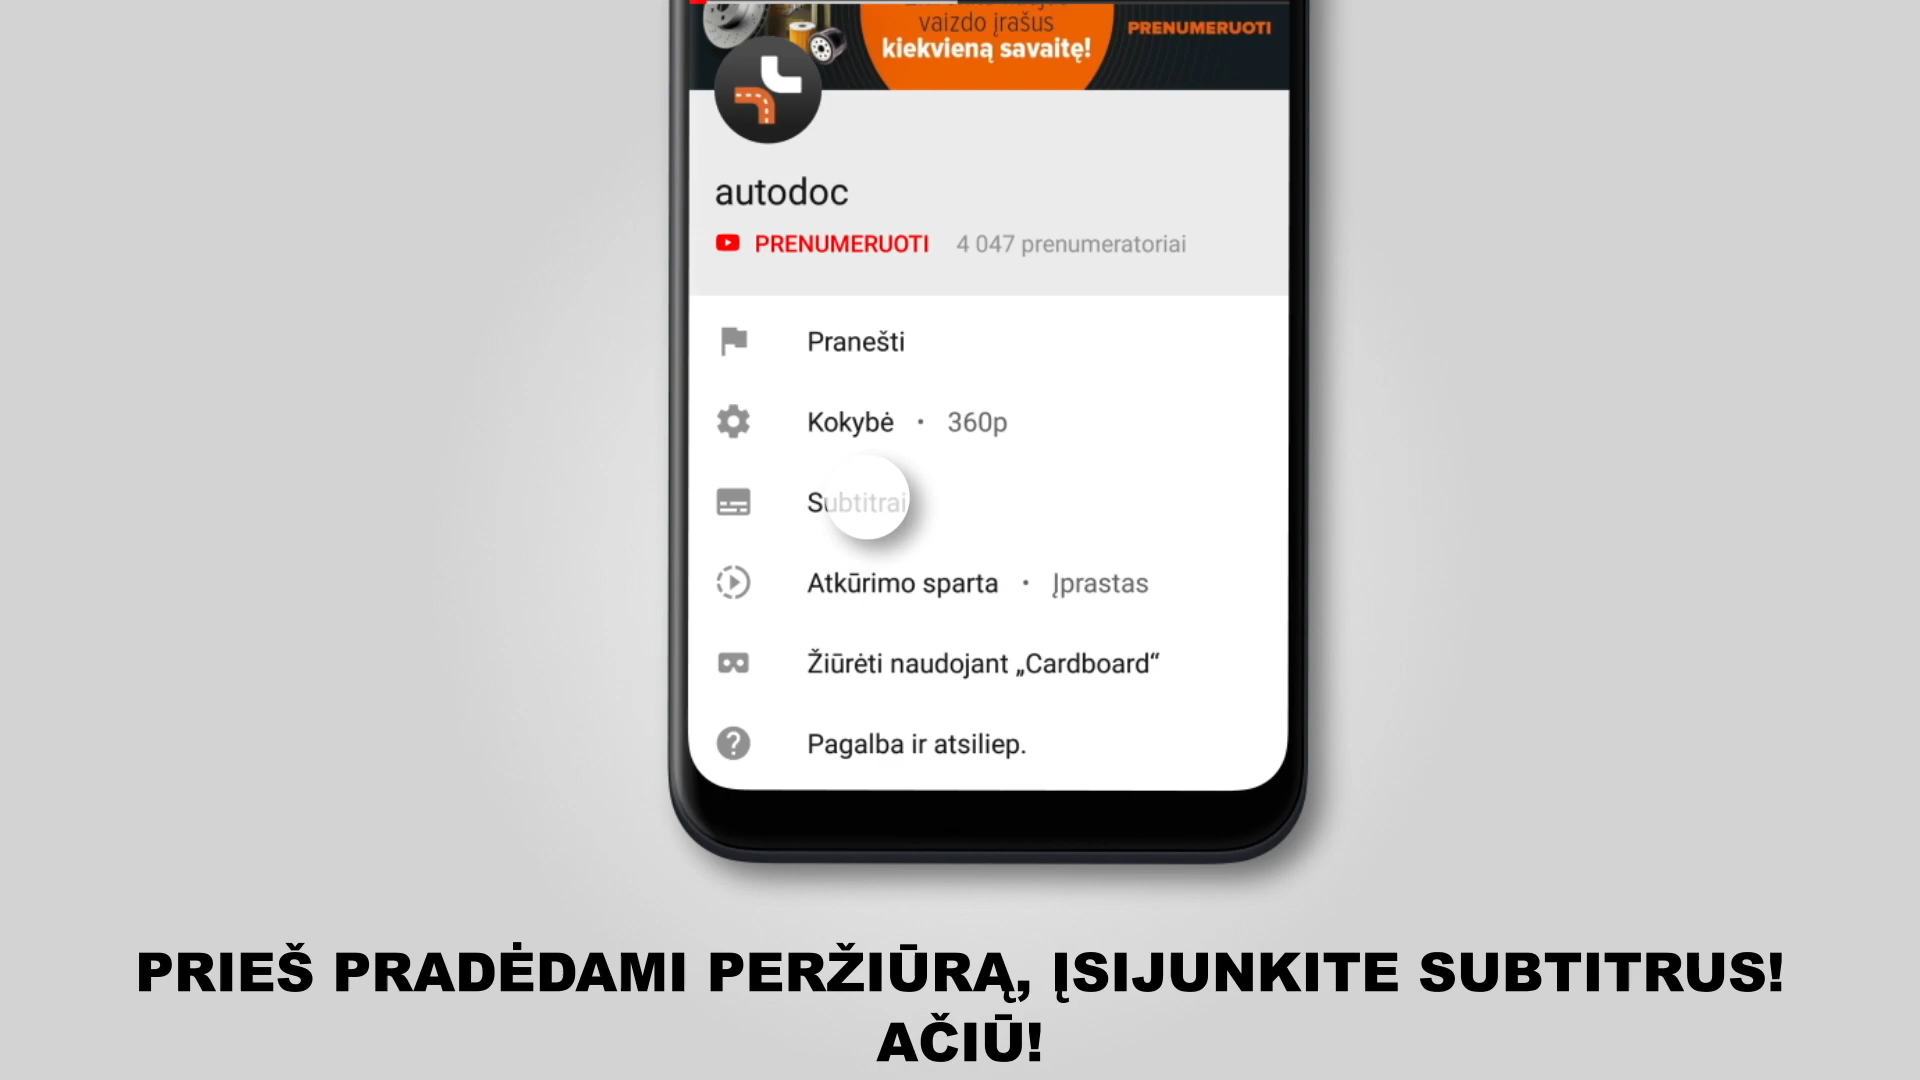 vaizdo įrašus
kiekvieną savaitę!
PRENUMERUOTI
autodoc
PRENUMERUOTI 4 047 prenumeratoriai
Pranešti
Kokybė • 360p
Subtitrai
Atkūrimo sparta • Įprastas
Žiūrėti naudojant „Cardboard“
Pagalba ir atsiliep.
PRIEŠ PRADĖDAMI PERŽIŪRĄ, ĮSIJUNKITE SUBTITRUS!
AČIŪ!